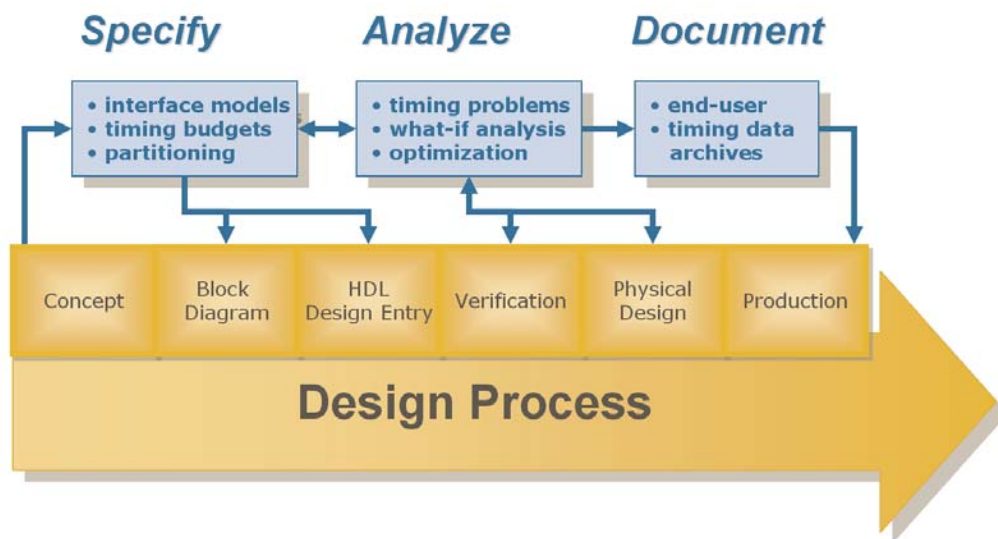 Specify
Analyze
Document
• interface models
• timing budgets
• partitioning
• timing problems
• what-if analysis
• optimization
• end-user
• timing data
archives
Concept
Block
Diagram
HDL
Design Entry
Verification
Physical
Design
Production
Design Process